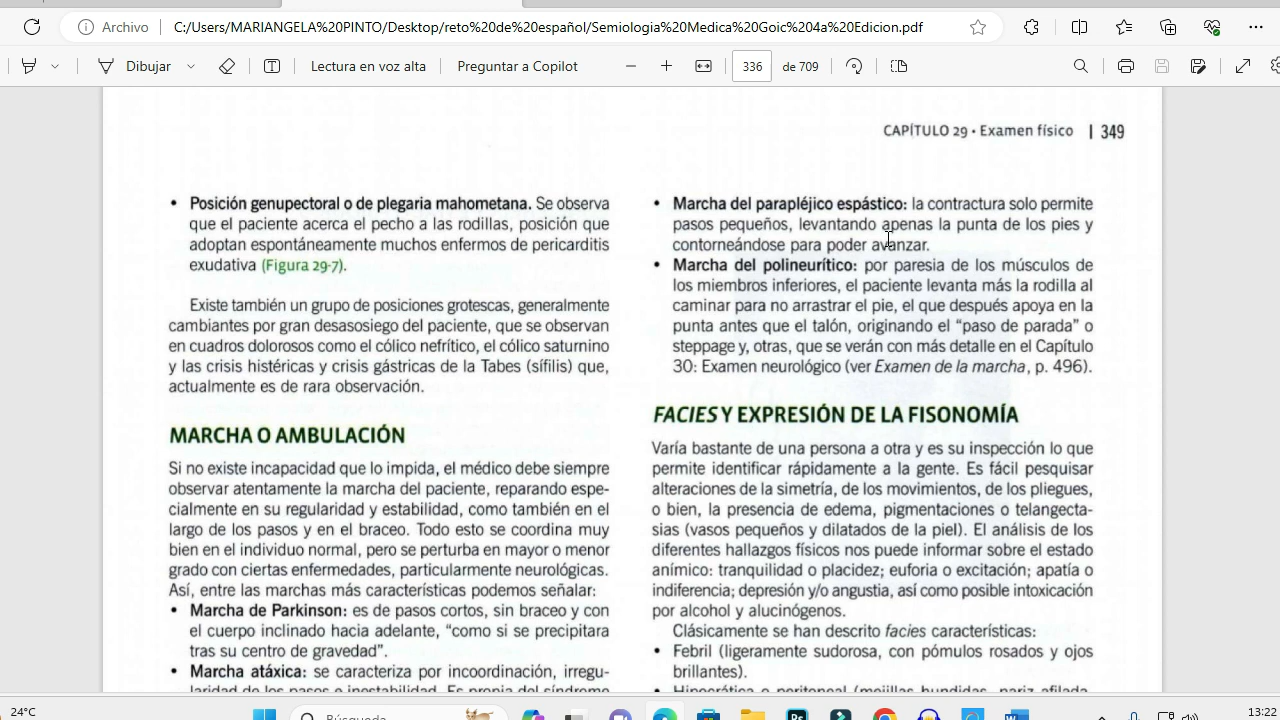 Archivo
C:/Users/MARIANGELA%20PINTO/Desktop/reto%20de%20español/Semiologia%20Medica%20Goic%204a%20Edicion.pdf
Dibujar
Lectura en voz alta
Preguntar a Copilot
336 de 709
CAPÍTULO 29 • Examen físico | 349
• Posición genupectoral o de plegaria mahometana. Se observa
que el paciente acerca el pecho a las rodillas, posición que
adoptan espontáneamente muchos enfermos de pericarditis
exudativa (Figura 29-7).
Existe también un grupo de posiciones grotescas, generalmente
cambiantes por gran desasosiego del paciente, que se observan
en cuadros dolorosos como el cólico nefrítico, el cólico saturnino
y las crisis histéricas y crisis gástricas de la Tabes (sífilis) que,
actualmente es de rara observación.
MARCHA O AMBULACIÓN
Si no existe incapacidad que lo impida, el médico debe siempre
observar atentamente la marcha del paciente, reparando espe-
cialmente en su regularidad y estabilidad, como también en el
largo de los pasos y en el braceo. Todo esto se coordina muy
bien en el individuo normal, pero se perturba en mayor o menor
grado con ciertas enfermedades, particularmente neurológicas.
Así, entre las marchas más características podemos señalar:
• Marcha de Parkinson: es de pasos cortos, sin braceo y con
el cuerpo inclinado hacia adelante, “como si se precipitara
tras su centro de gravedad”.
• Marcha atáxica: se caracteriza por incoordinación, irregu-
laridad de los pasos e inestabilidad. Es propia del síndrome
• Marcha del parapléjico espástico: la contractura solo permite
pasos pequeños, levantando apenas la punta de los pies y
contorneándose para poder avanzar.
• Marcha del polineurítico: por paresia de los músculos de
los miembros inferiores, el paciente levanta más la rodilla al
caminar para no arrastrar el pie, el que después apoya en la
punta antes que el talón, originando el “paso de parada” o
steppage y, otras, que se verán con más detalle en el Capítulo
30: Examen neurológico (ver Examen de la marcha, p. 496).
FACIES Y EXPRESIÓN DE LA FISONOMÍA
Varía bastante de una persona a otra y es su inspección lo que
permite identificar rápidamente a la gente. Es fácil pesquisar
alteraciones de la simetría, de los movimientos, de los pliegues,
o bien, la presencia de edema, pigmentaciones o telangecta-
sias (vasos pequeños y dilatados de la piel). El análisis de los
diferentes hallazgos físicos nos puede informar sobre el estado
anímico: tranquilidad o placidez; euforia o excitación; apatía o
indiferencia; depresión y/o angustia, así como posible intoxicación
por alcohol y alucinógenos.
Clásicamente se han descrito facies características:
• Febril (ligeramente sudorosa, con pómulos rosados y ojos
brillantes).
• Hipocrática o peritoneal (mejillas hundidas, nariz afilada,
24°C
Búsqueda
13:22